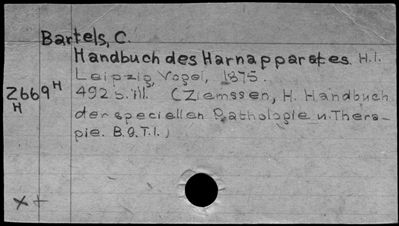 Bartels, C.
Handbuch des Harnapparates. H.1.
Leipzig, Vogel, 1875.
Z669 H
H
492 S. ill. (Ziemssen, H. Handbuch
der speciellen Pathologie u. Thera-
pie. B.9.T.1.)
x +